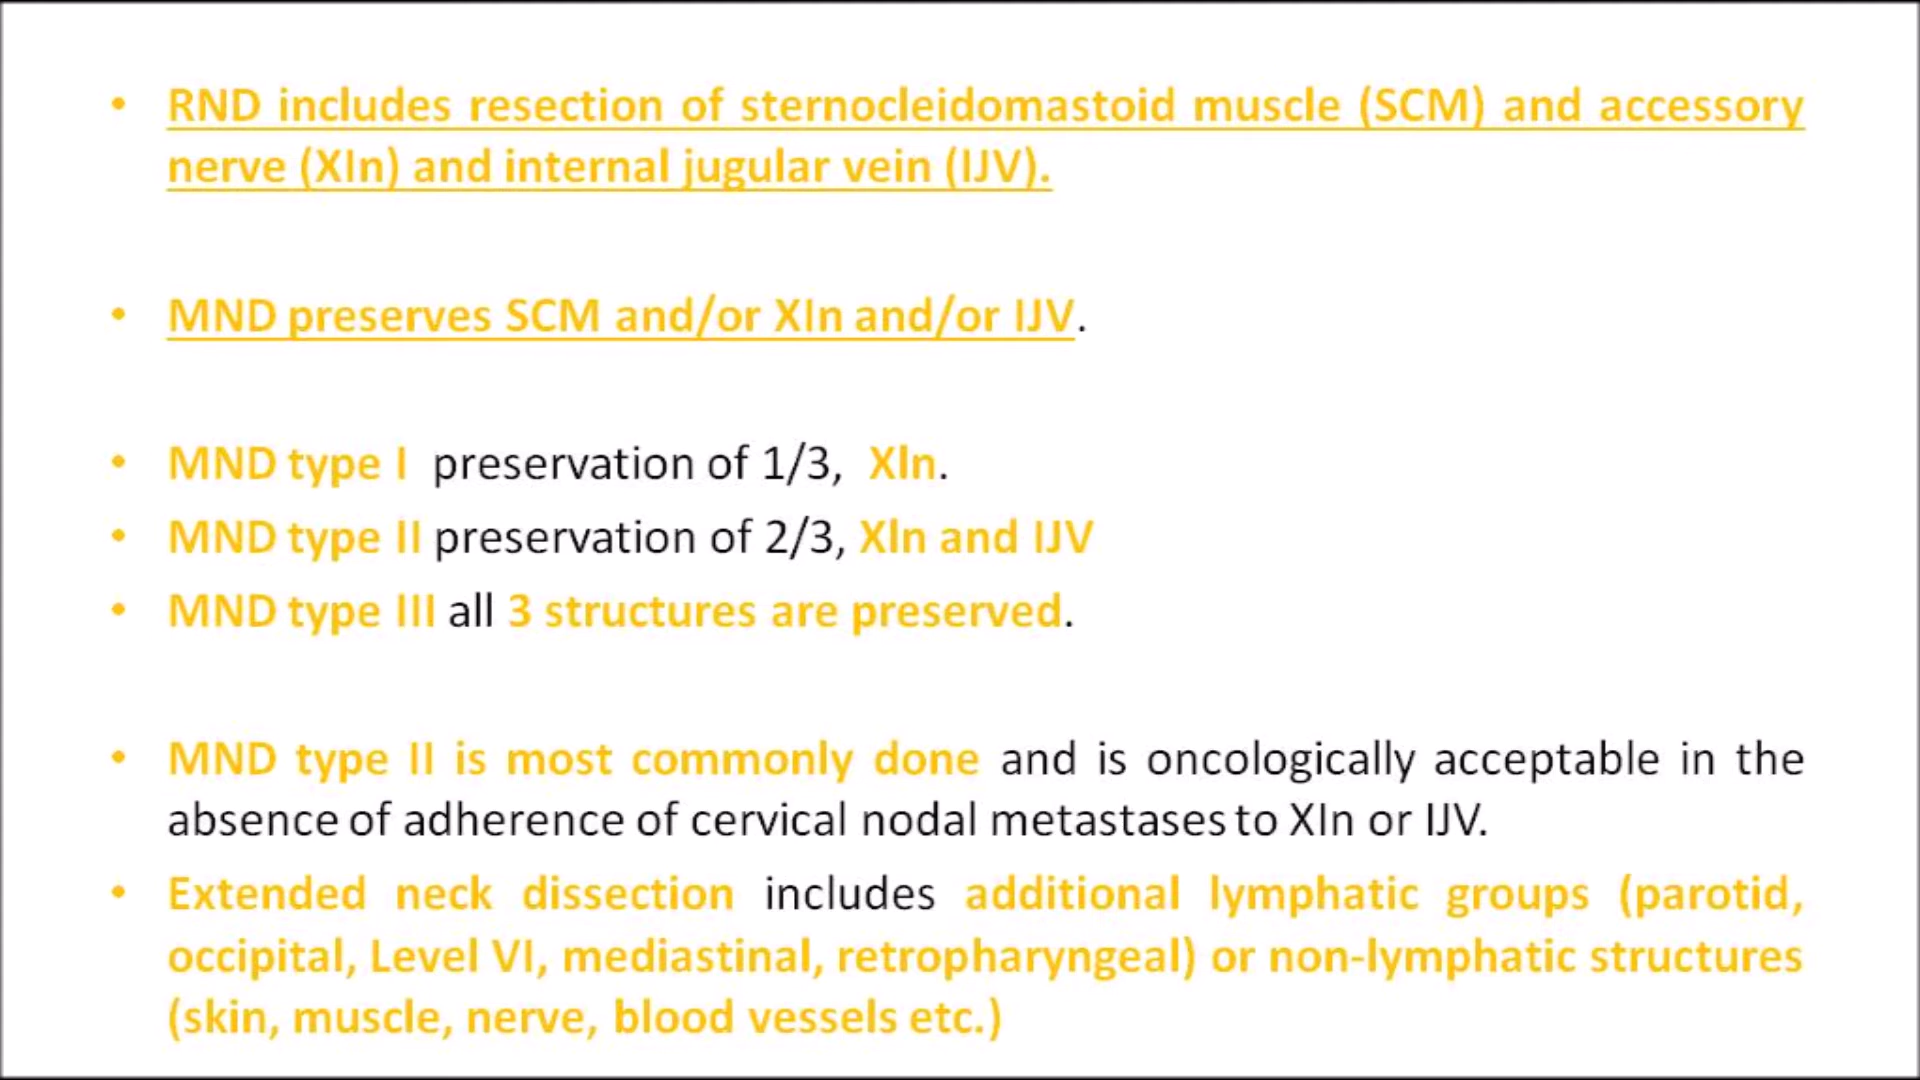 • RND includes resection of sternocleidomastoid muscle (SCM) and accessory
nerve (XIn) and internal jugular vein (IJV).
• MND preserves SCM and/or XIn and/or IJV.
• MND type I preservation of 1/3, Xln.
• MND type II preservation of 2/3, Xln and IJV
• MND type III all 3 structures are preserved.
• MND type II is most commonly done and is oncologically acceptable in the
absence of adherence of cervical nodal metastases to XIn or IJV.
• Extended neck dissection includes additional lymphatic groups (parotid,
occipital, Level VI, mediastinal, retropharyngeal) or non-lymphatic structures
(skin, muscle, nerve, blood vessels etc.)